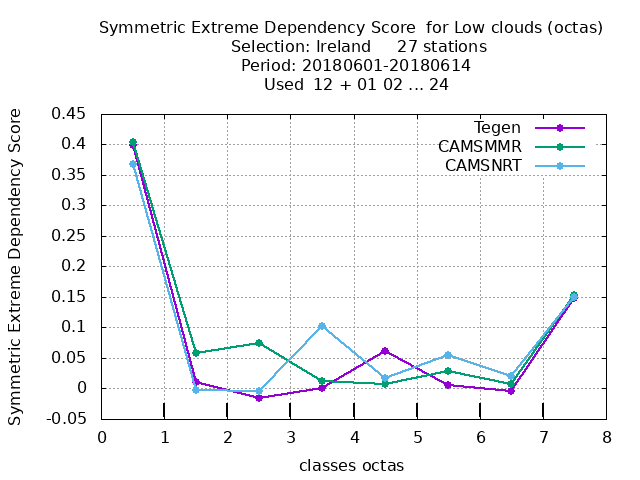 Symmetric Extreme Dependency Score  for Low clouds (octas)
Selection: Ireland     27 stations
Period: 20180601-20180614
Used  12 + 01 02 ... 24
Symmetric Extreme Dependency Score
0.45
0.4
0.35
0.3
0.25
0.2
0.15
0.1
0.05
0
-0.05
Tegen
CAMSMMR
CAMSNRT
0 1 2 3 4 5 6 7 8
classes octas